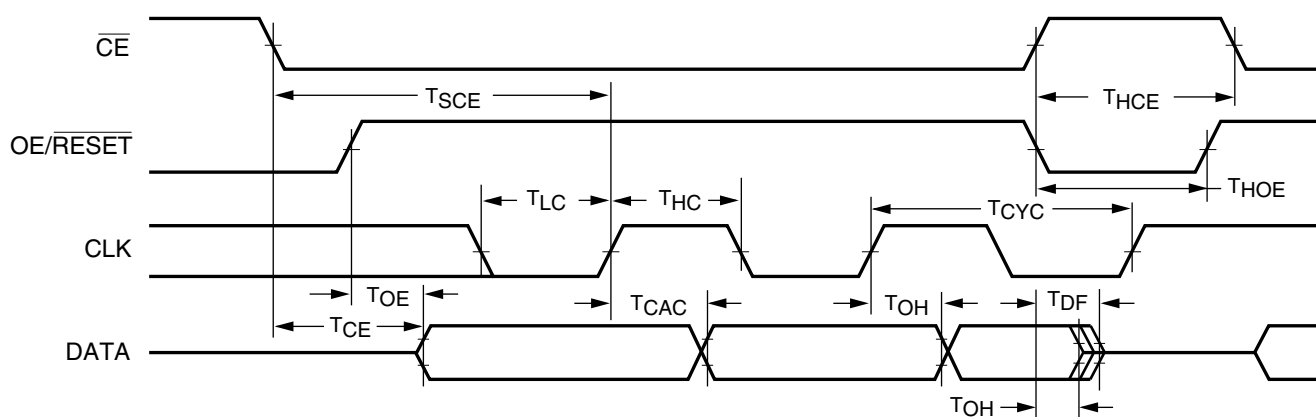 CE
TSCE
THCE
OE/RESET
THOE
TLC
THC
TCYC
CLK
TOE
TCAC
TOH
TDF
TCE
DATA
TOH